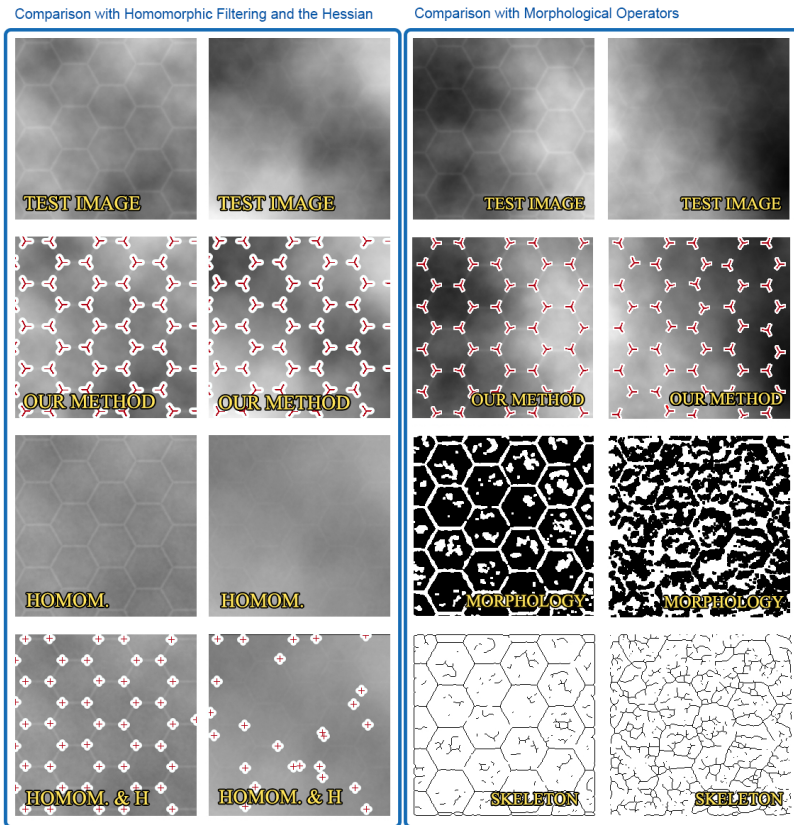 Comparison with Homomorphic Filtering and the Hessian
Comparison with Morphological Operators
TEST IMAGE
TEST IMAGE
TEST IMAGE
TEST IMAGE
OUR METHOD
OUR METHOD
OUR METHOD
OUR METHOD
HOMOM.
HOMOM.
MORPHOLOGY
MORPHOLOGY
HOMOM. & H
HOMOM. & H
SKELETON
SKELETON